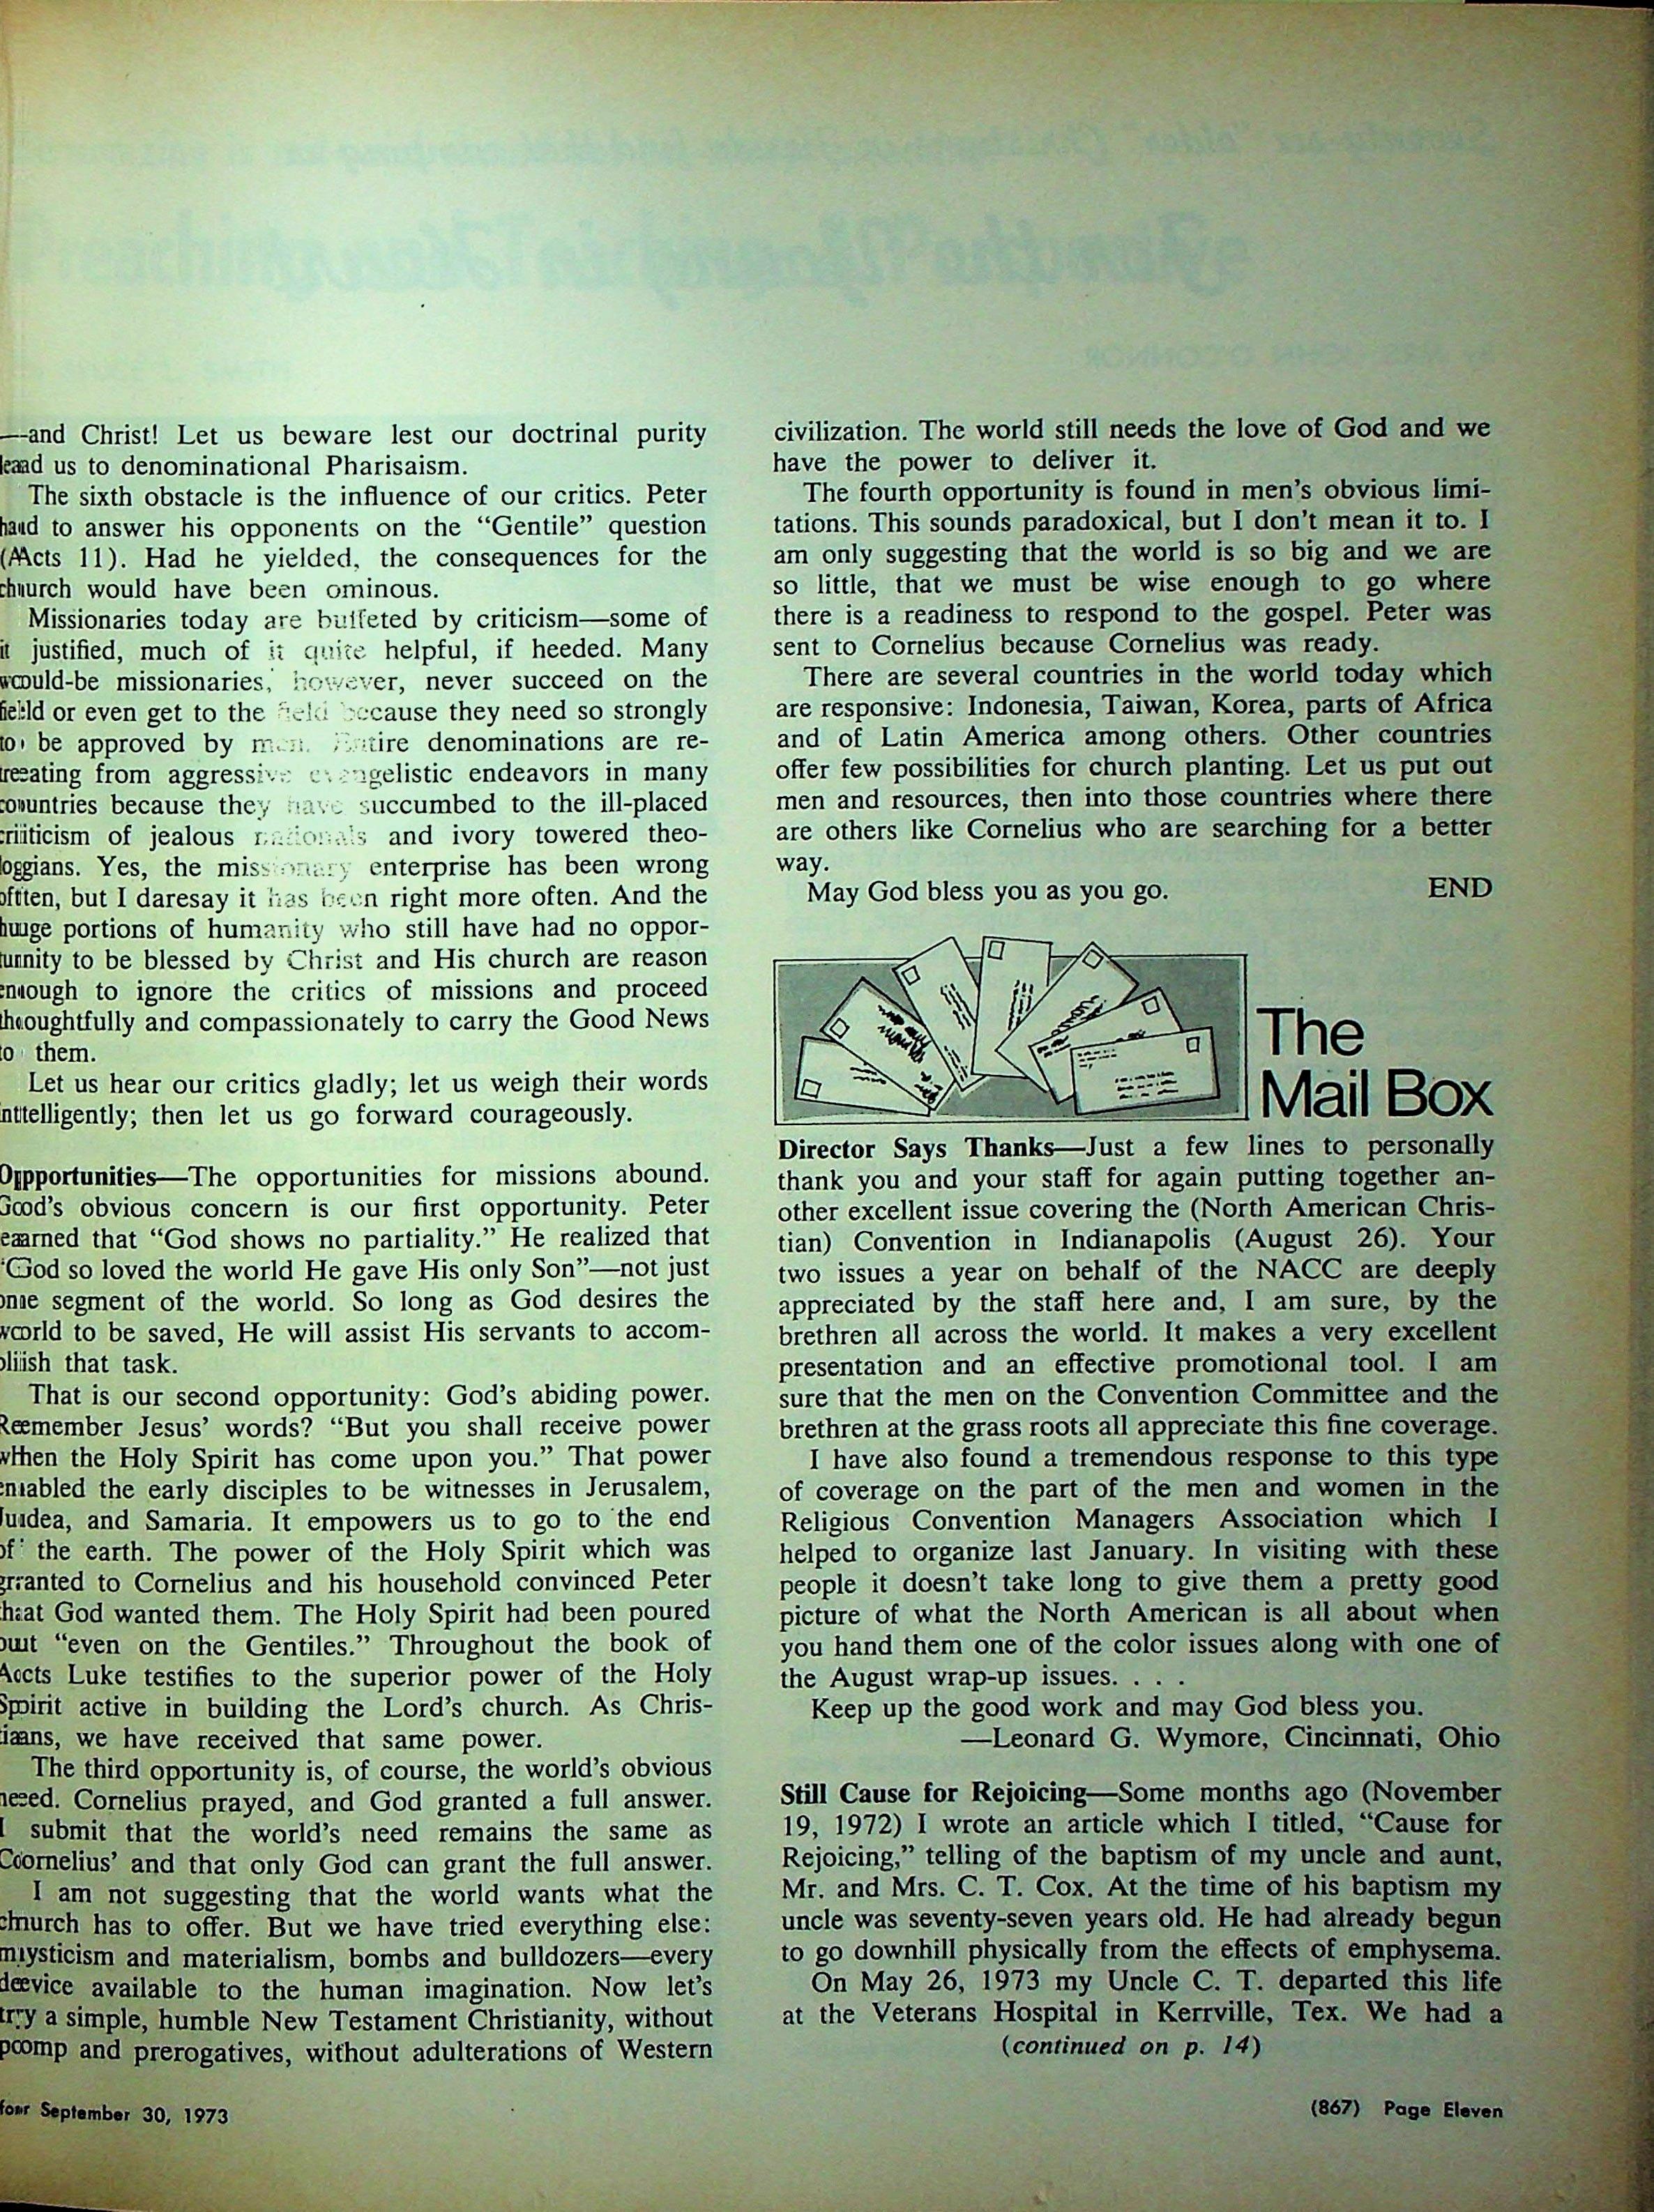 —and Christ! Let us beware lest our doctrinal purity
lead us to denominational Pharisaism.
The sixth obstacle is the influence of our critics. Peter
had to answer his opponents on the “Gentile” question
(Acts 11). Had he yielded, the consequences for the
church would have been ominous.
Missionaries today are buffeted by criticism—some of
it justified, much of it quite helpful, if heeded. Many
would-be missionaries, however, never succeed on the
field or even get to the field because they need so strongly
to be approved by men. Entire denominations are re-
treating from aggressive evangelistic endeavors in many
countries because they have succumbed to the ill-placed
criticism of jealous nationals and ivory towered theo-
logians. Yes, the missionary enterprise has been wrong
often, but I daresay it has been right more often. And the
huge portions of humanity who still have had no oppor-
tunity to be blessed by Christ and His church are reason
enough to ignore the critics of missions and proceed
thoughtfully and compassionately to carry the Good News
to them.
Let us hear our critics gladly; let us weigh their words
intelligently; then let us go forward courageously.
Opportunities—The opportunities for missions abound.
God’s obvious concern is our first opportunity. Peter
learned that “God shows no partiality.” He realized that
“God so loved the world He gave His only Son”—not just
one segment of the world. So long as God desires the
world to be saved, He will assist His servants to accom-
plish that task.
That is our second opportunity: God’s abiding power.
Remember Jesus’ words? “But you shall receive power
when the Holy Spirit has come upon you.” That power
enabled the early disciples to be witnesses in Jerusalem,
Judea, and Samaria. It empowers us to go to the end
of the earth. The power of the Holy Spirit which was
granted to Cornelius and his household convinced Peter
that God wanted them. The Holy Spirit had been poured
out “even on the Gentiles.” Throughout the book of
Acts Luke testifies to the superior power of the Holy
Spirit active in building the Lord’s church. As Chris-
tians, we have received that same power.
The third opportunity is, of course, the world’s obvious
need. Cornelius prayed, and God granted a full answer.
I submit that the world’s need remains the same as
Cornelius’ and that only God can grant the full answer.
I am not suggesting that the world wants what the
church has to offer. But we have tried everything else:
mysticism and materialism, bombs and bulldozers—every
device available to the human imagination. Now let’s
try a simple, humble New Testament Christianity, without
pomp and prerogatives, without adulterations of Western
civilization. The world still needs the love of God and we
have the power to deliver it.
The fourth opportunity is found in men’s obvious limi-
tations. This sounds paradoxical, but I don’t mean it to. I
am only suggesting that the world is so big and we are
so little, that we must be wise enough to go where
there is a readiness to respond to the gospel. Peter was
sent to Cornelius because Cornelius was ready.
There are several countries in the world today which
are responsive: Indonesia, Taiwan, Korea, parts of Africa
and of Latin America among others. Other countries
offer few possibilities for church planting. Let us put out
men and resources, then into those countries where there
are others like Cornelius who are searching for a better
way.
May God bless you as you go. END
The
Mail Box
Director Says Thanks—Just a few lines to personally
thank you and your staff for again putting together an-
other excellent issue covering the (North American Chris-
tian) Convention in Indianapolis (August 26). Your
two issues a year on behalf of the NACC are deeply
appreciated by the staff here and, I am sure, by the
brethren all across the world. It makes a very excellent
presentation and an effective promotional tool. I am
sure that the men on the Convention Committee and the
brethren at the grass roots all appreciate this fine coverage.
I have also found a tremendous response to this type
of coverage on the part of the men and women in the
Religious Convention Managers Association which I
helped to organize last January. In visiting with these
people it doesn’t take long to give them a pretty good
picture of what the North American is all about when
you hand them one of the color issues along with one of
the August wrap-up issues. . . .
Keep up the good work and may God bless you.
—Leonard G. Wymore, Cincinnati, Ohio
Still Cause for Rejoicing—Some months ago (November
19, 1972) I wrote an article which I titled, “Cause for
Rejoicing,” telling of the baptism of my uncle and aunt,
Mr. and Mrs. C. T. Cox. At the time of his baptism my
uncle was seventy-seven years old. He had already begun
to go downhill physically from the effects of emphysema.
On May 26, 1973 my Uncle C. T. departed this life
at the Veterans Hospital in Kerrville, Tex. We had a
(continued on p. 14)
for September 30, 1973
(867) Page Eleven